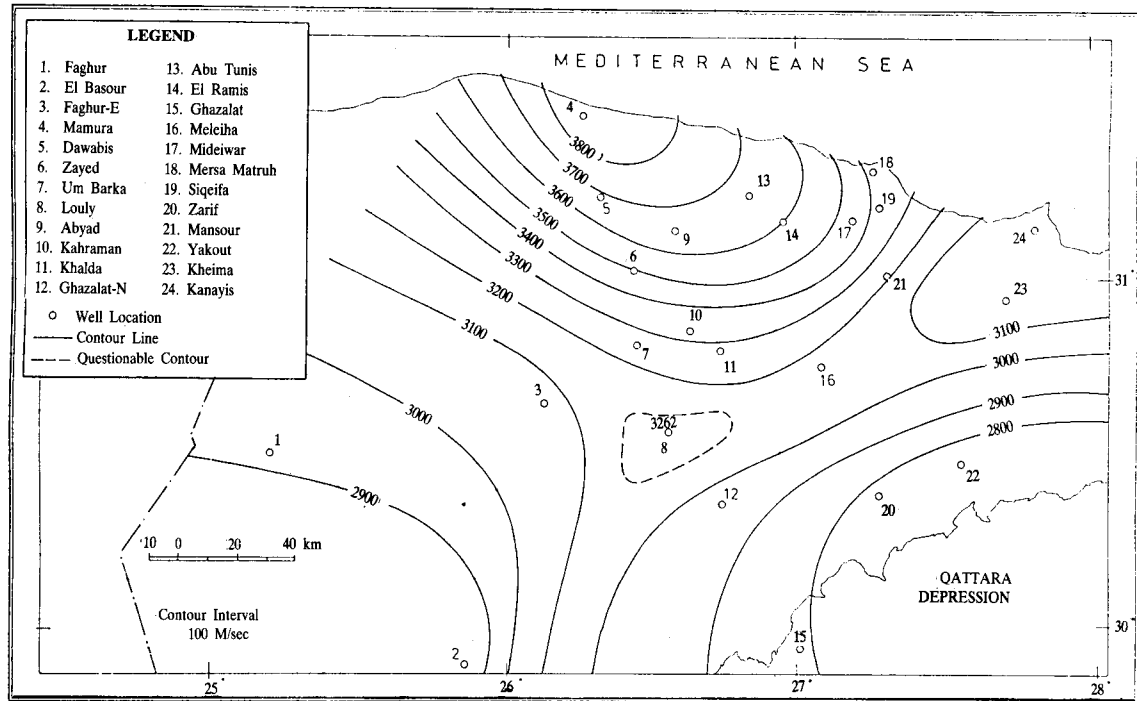 LEGEND
1. Faghur
2. El Basour
3. Faghur-E
4. Mamura
5. Dawabis
6. Zayed
7. Um Barka
8. Louly
9. Abyad
10. Kahraman
11. Khalda
12. Ghazalat-N
13. Abu Tunis
14. El Ramis
15. Ghazalat
16. Meleiha
17. Mideiwar
18. Mersa Matruh
19. Siqeifa
20. Zarif
21. Mansour
22. Yakout
23. Kheima
24. Kanayis
Well Location
Contour Line
Questionable Contour
MEDITERRANEAN SEA
4
3800
3700
3600
3500
3400
3300
3200
3100
3000
2900
5
13
18
19
17
14
9
6
24
23
21
31°
10
7
11
16
3100
3000
2900
2800
3
3262
8
1
12
22
20
10 0 20 40 km
Contour Interval
100 M/sec
QATTARA
DEPRESSION
2
15
30°
25°
26°
27°
28°